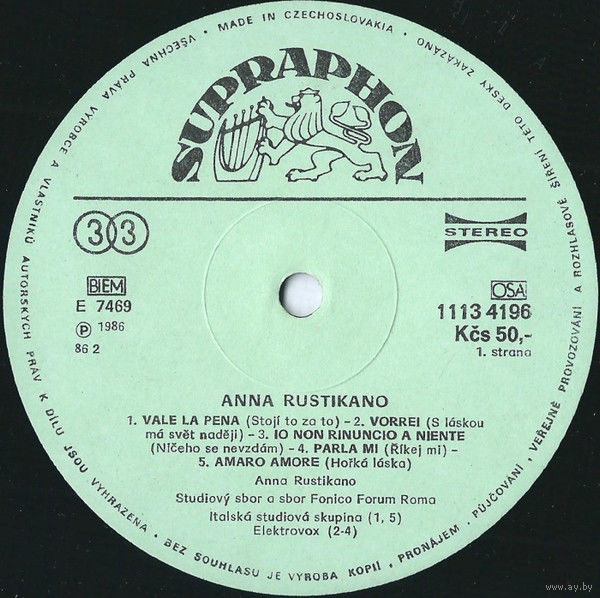 VŠECHNA PRÁVA VÝROBCE A VLASTNÍKŮ AUTORSKÝCH PRÁV K DÍLU JSOU VYHRAZENA · BEZ SOUHLASU JE VÝROBA KOPIÍ, PRONÁJEM, PŮJČOVÁNÍ, VEŘEJNÉ PROVOZOVÁNÍ A ROZHLASOVÉ ŠÍŘENÍ TÉTO DESKY ZAKÁZÁNO · MADE IN CZECHOSLOVAKIA ·
SUPRAPHON
33
STEREO
BIEM
E 7469
Ⓟ 1986
86 2
OSA
1113 4196
Kčs 50,-
1. strana
ANNA RUSTIKANO
1. VALE LA PENA (Stojí to za to) – 2. VORREI (S láskou
má svět naději) – 3. IO NON RINUNCIO A NIENTE
(Ničeho se nevzdám) – 4. PARLA MI (Říkej mi) –
5. AMARO AMORE (Hořká láska)
Anna Rustikano
Studiový sbor a sbor Fonico Forum Roma
Italská studiová skupina (1, 5)
Elektrovox (2-4)
www.ay.by